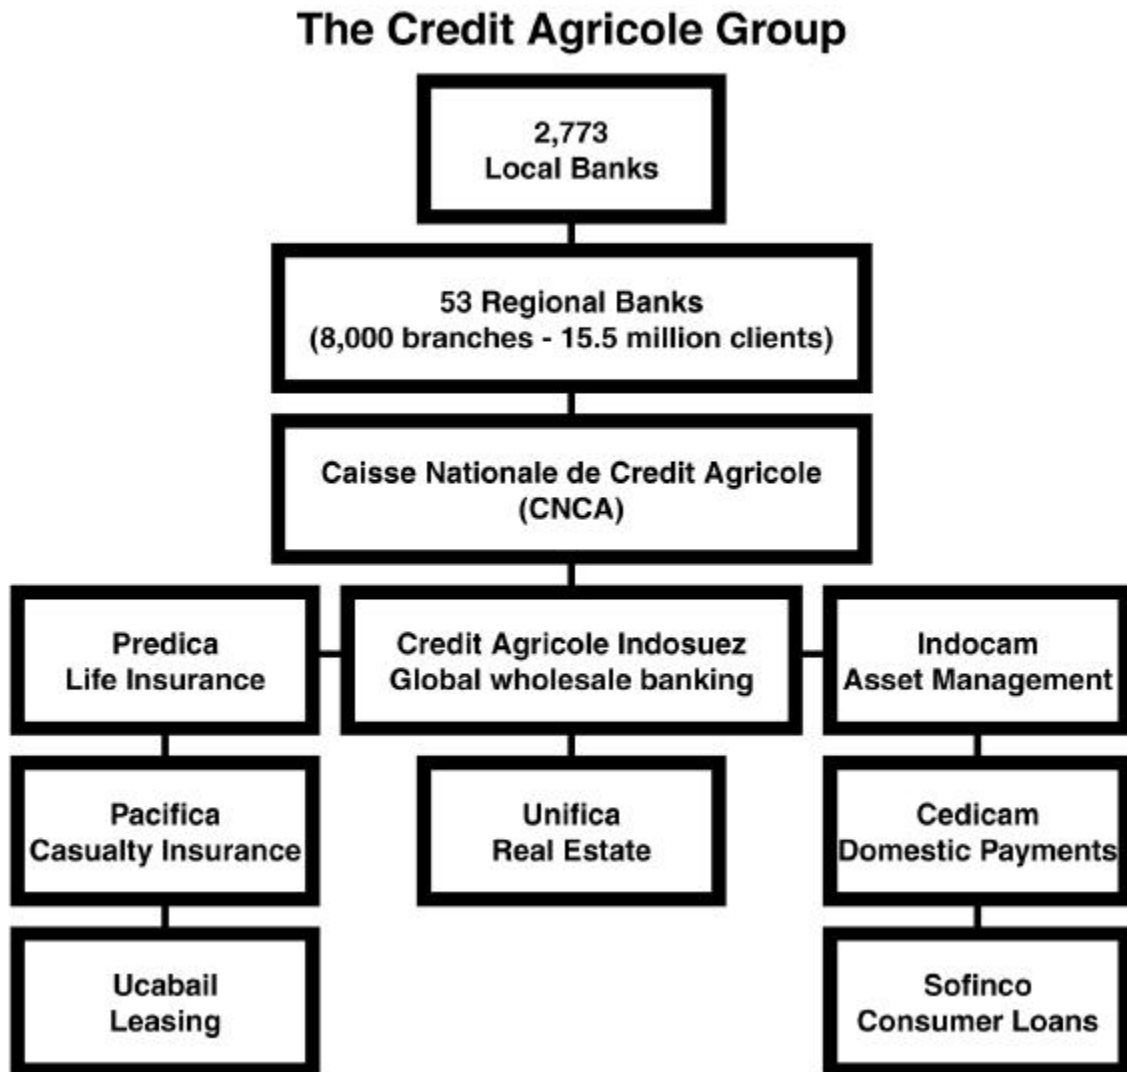 The Credit Agricole Group
2,773
Local Banks
53 Regional Banks
(8,000 branches - 15.5 million clients)
Caisse Nationale de Credit Agricole
(CNCA)
Predica
Life Insurance
Credit Agricole Indosuez
Global wholesale banking
Indocam
Asset Management
Pacifica
Casualty Insurance
Unifica
Real Estate
Cedicam
Domestic Payments
Ucabail
Leasing
Sofinco
Consumer Loans